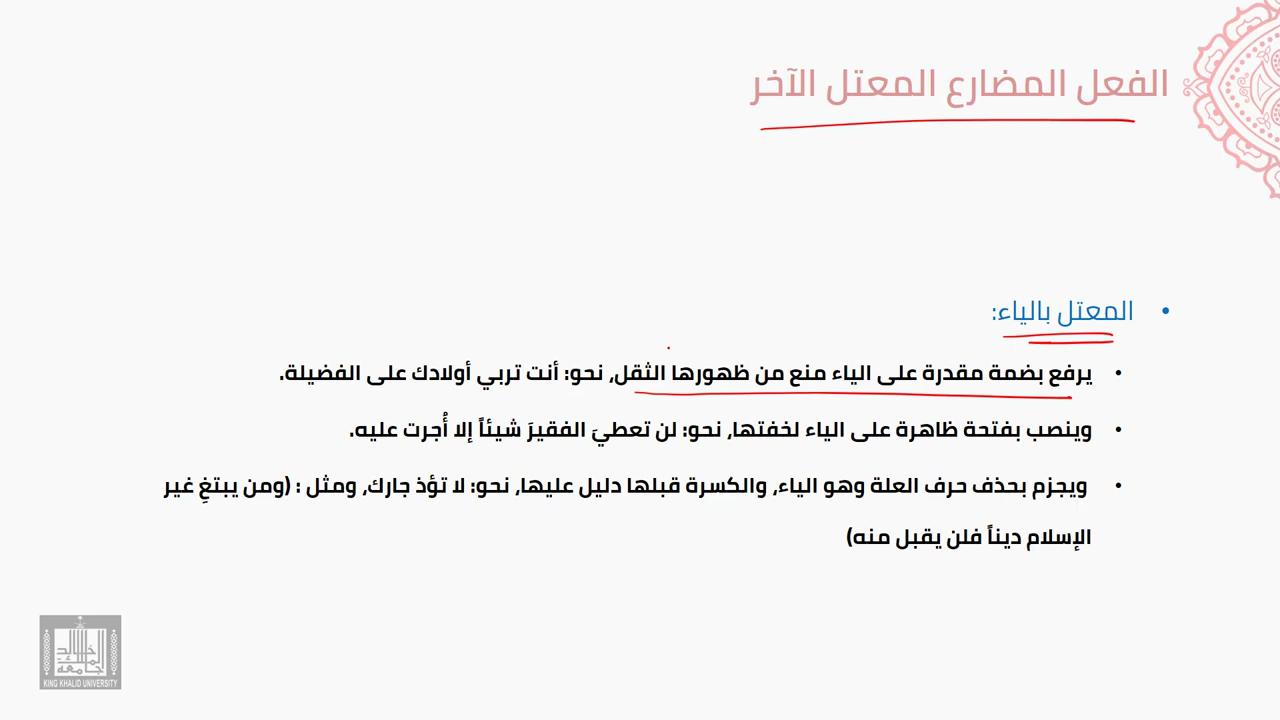 الفعل المضارع المعتل الآخر
• المعتل بالياء:
• يرفع بضمة مقدرة على الياء منع من ظهورها الثقل، نحو: أنت تربي أولادك على الفضيلة.
• وينصب بفتحة ظاهرة على الياء لخفتها، نحو: لن تعطيَ الفقيرَ شيئاً إلا أُجرت عليه.
• ويجزم بحذف حرف العلة وهو الياء، والكسرة قبلها دليل عليها، نحو: لا تؤذ جارك، ومثل : (ومن يبتغِ غير
الإسلام ديناً فلن يقبل منه)
جامعة الملك خالد
KING KHALID UNIVERSITY